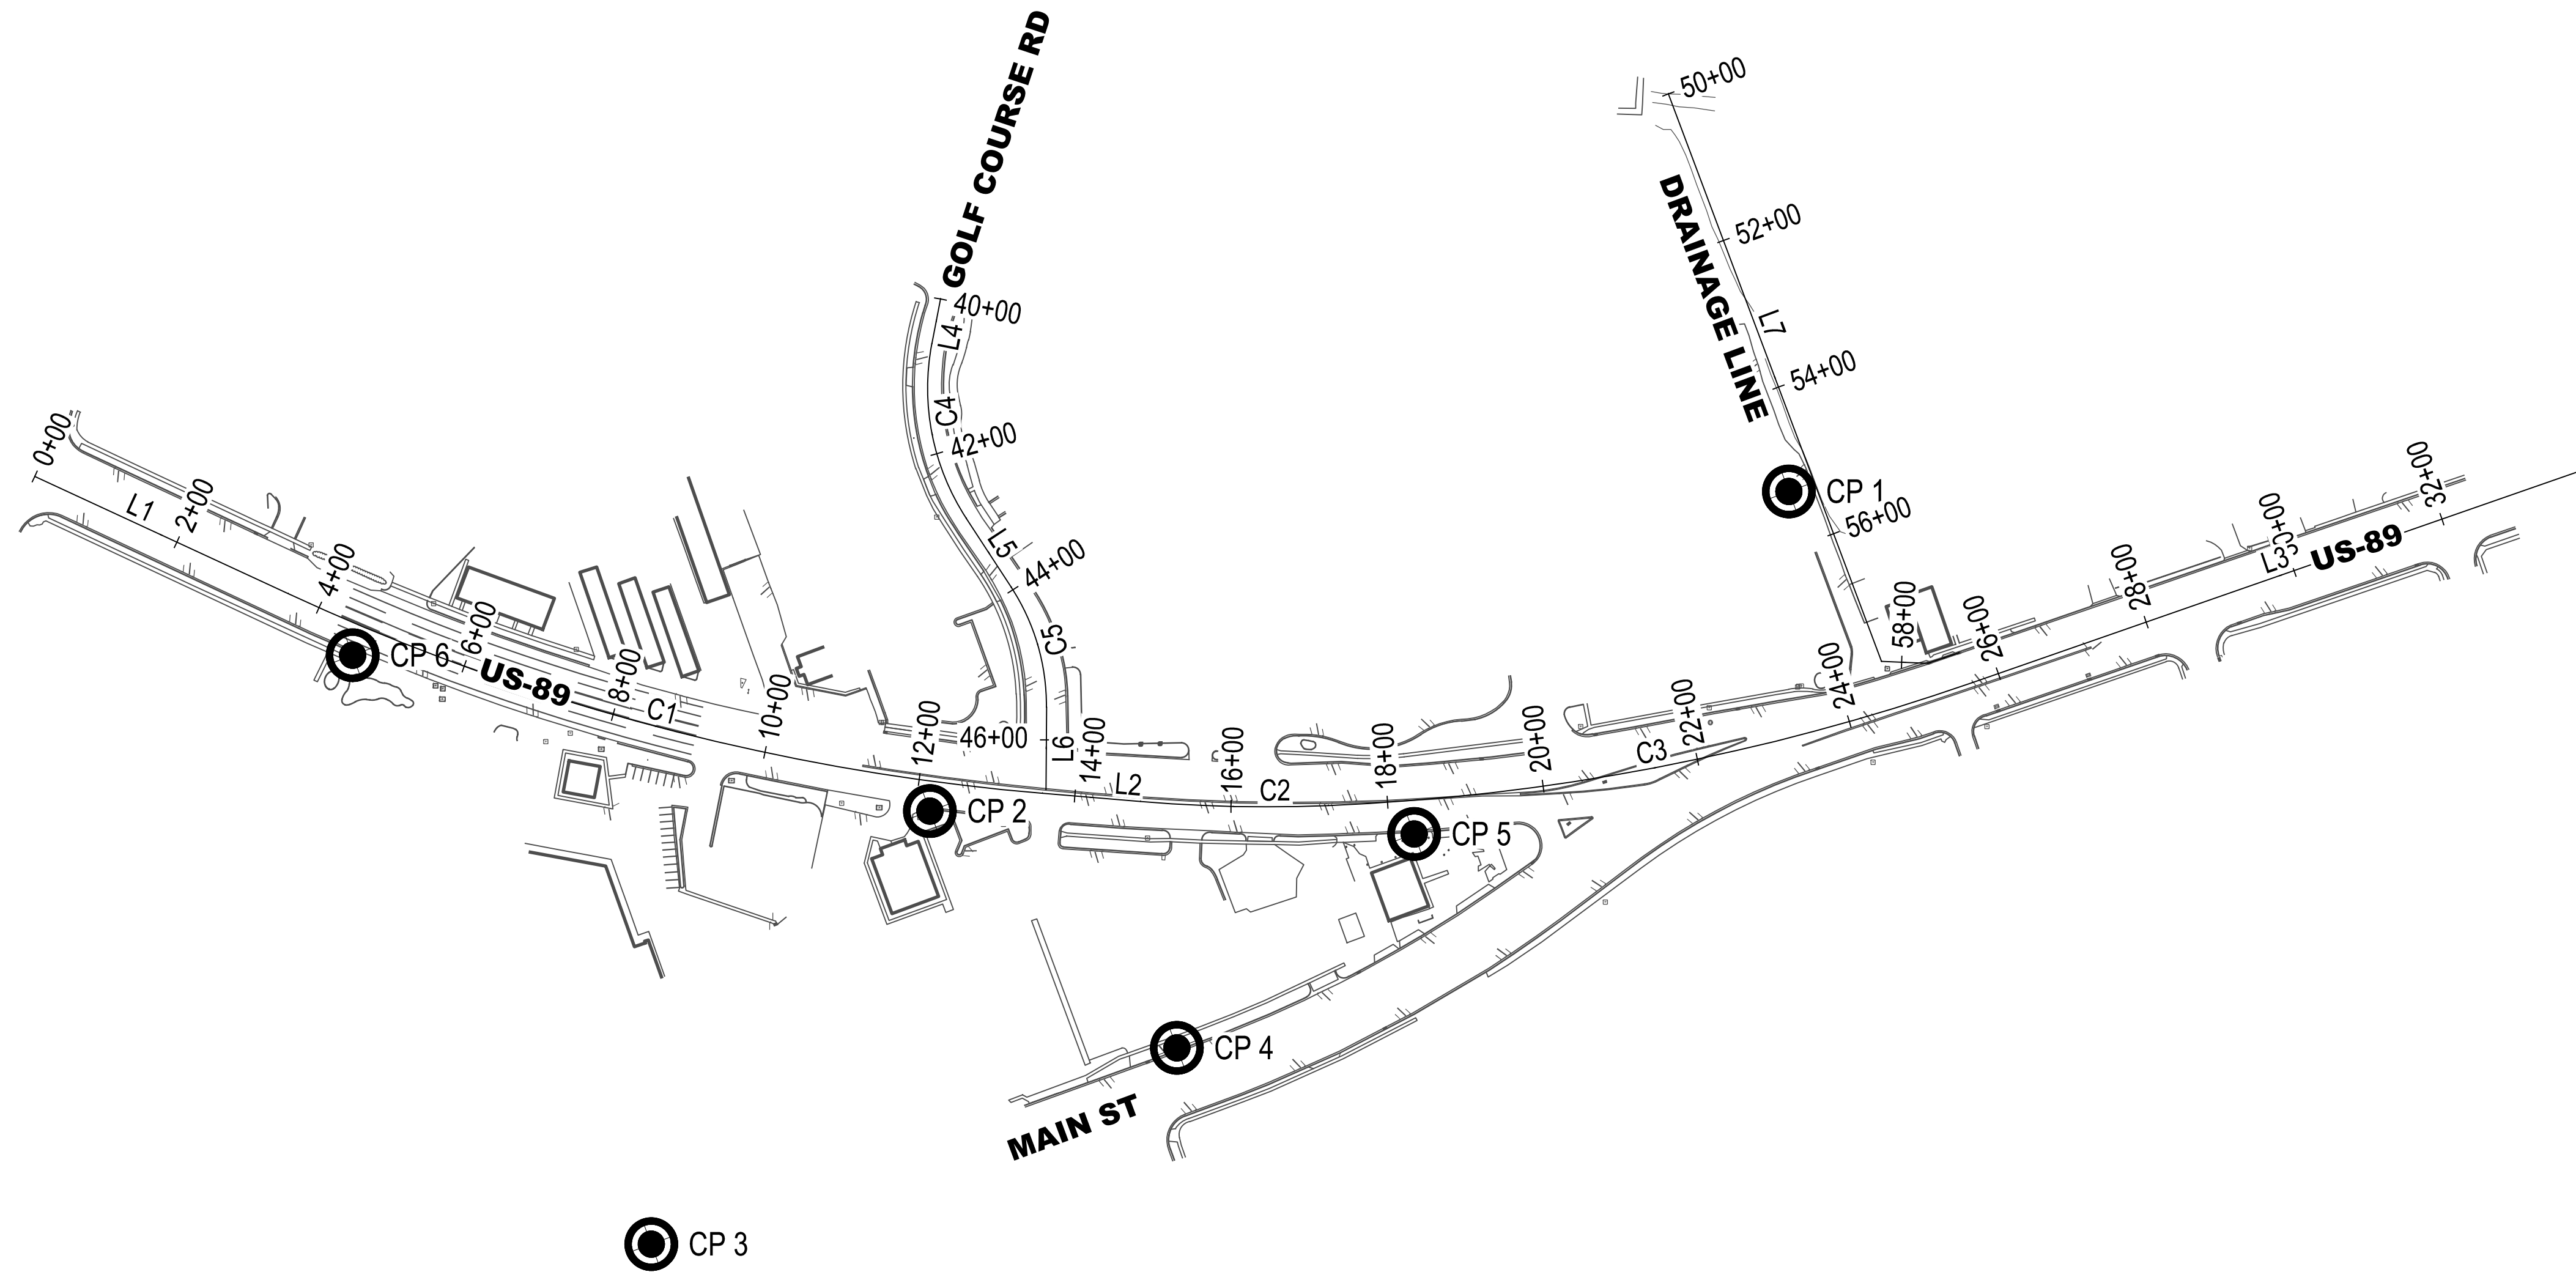 GOLF COURSE RD
50+00
DRAINAGE LINE
52+00
L7
54+00
CP 1
56+00
58+00
40+00
L4
C4
42+00
L5
44+00
C5
46+00
L6
0+00
L1
2+00
4+00
CP 6
6+00
US-89
8+00
C1
10+00
12+00
CP 2
14+00
L2
16+00
C2
18+00
CP 5
20+00
C3
22+00
24+00
26+00
28+00
30+00
L3
US-89
32+00
CP 4
MAIN ST
CP 3